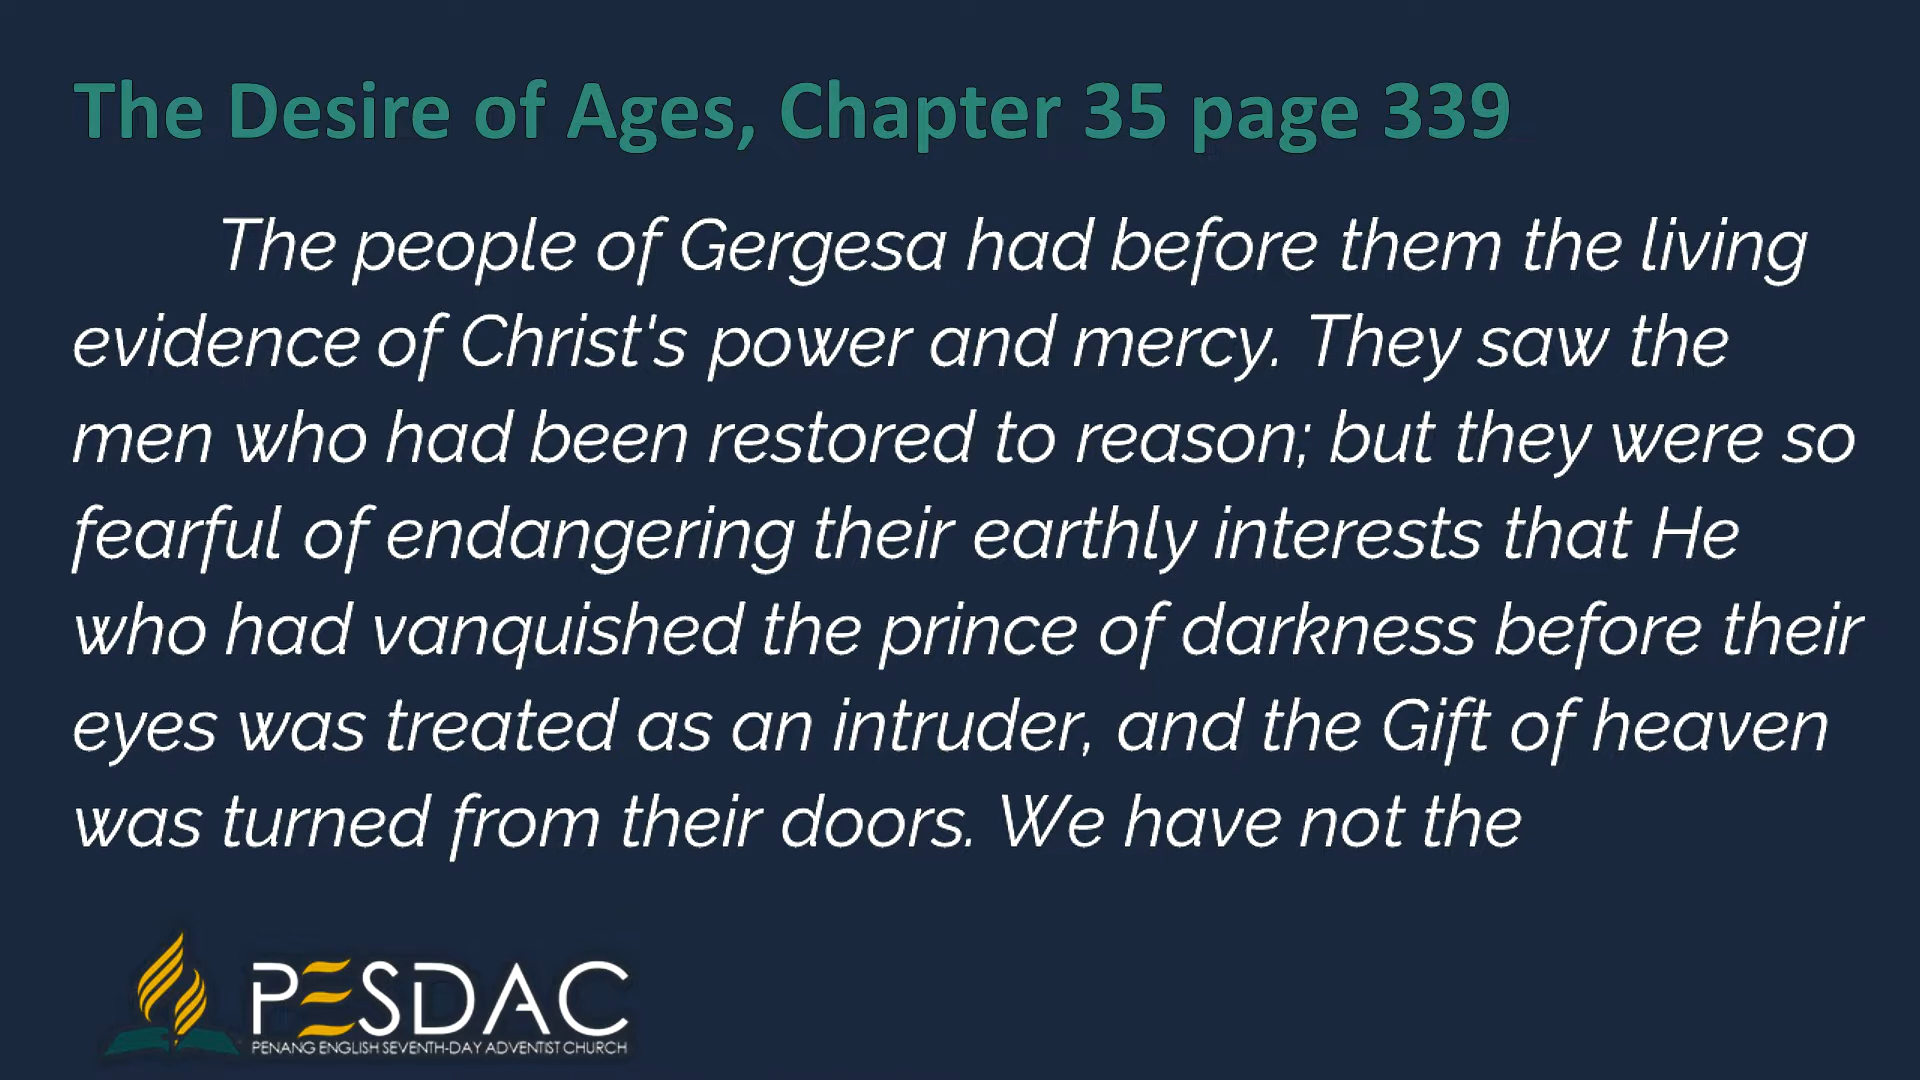 The Desire of Ages, Chapter 35 page 339
The people of Gergesa had before them the living
evidence of Christ's power and mercy. They saw the
men who had been restored to reason; but they were so
fearful of endangering their earthly interests that He
who had vanquished the prince of darkness before their
eyes was treated as an intruder, and the Gift of heaven
was turned from their doors. We have not the
PESDAC
PENANG ENGLISH SEVENTH-DAY ADVENTIST CHURCH